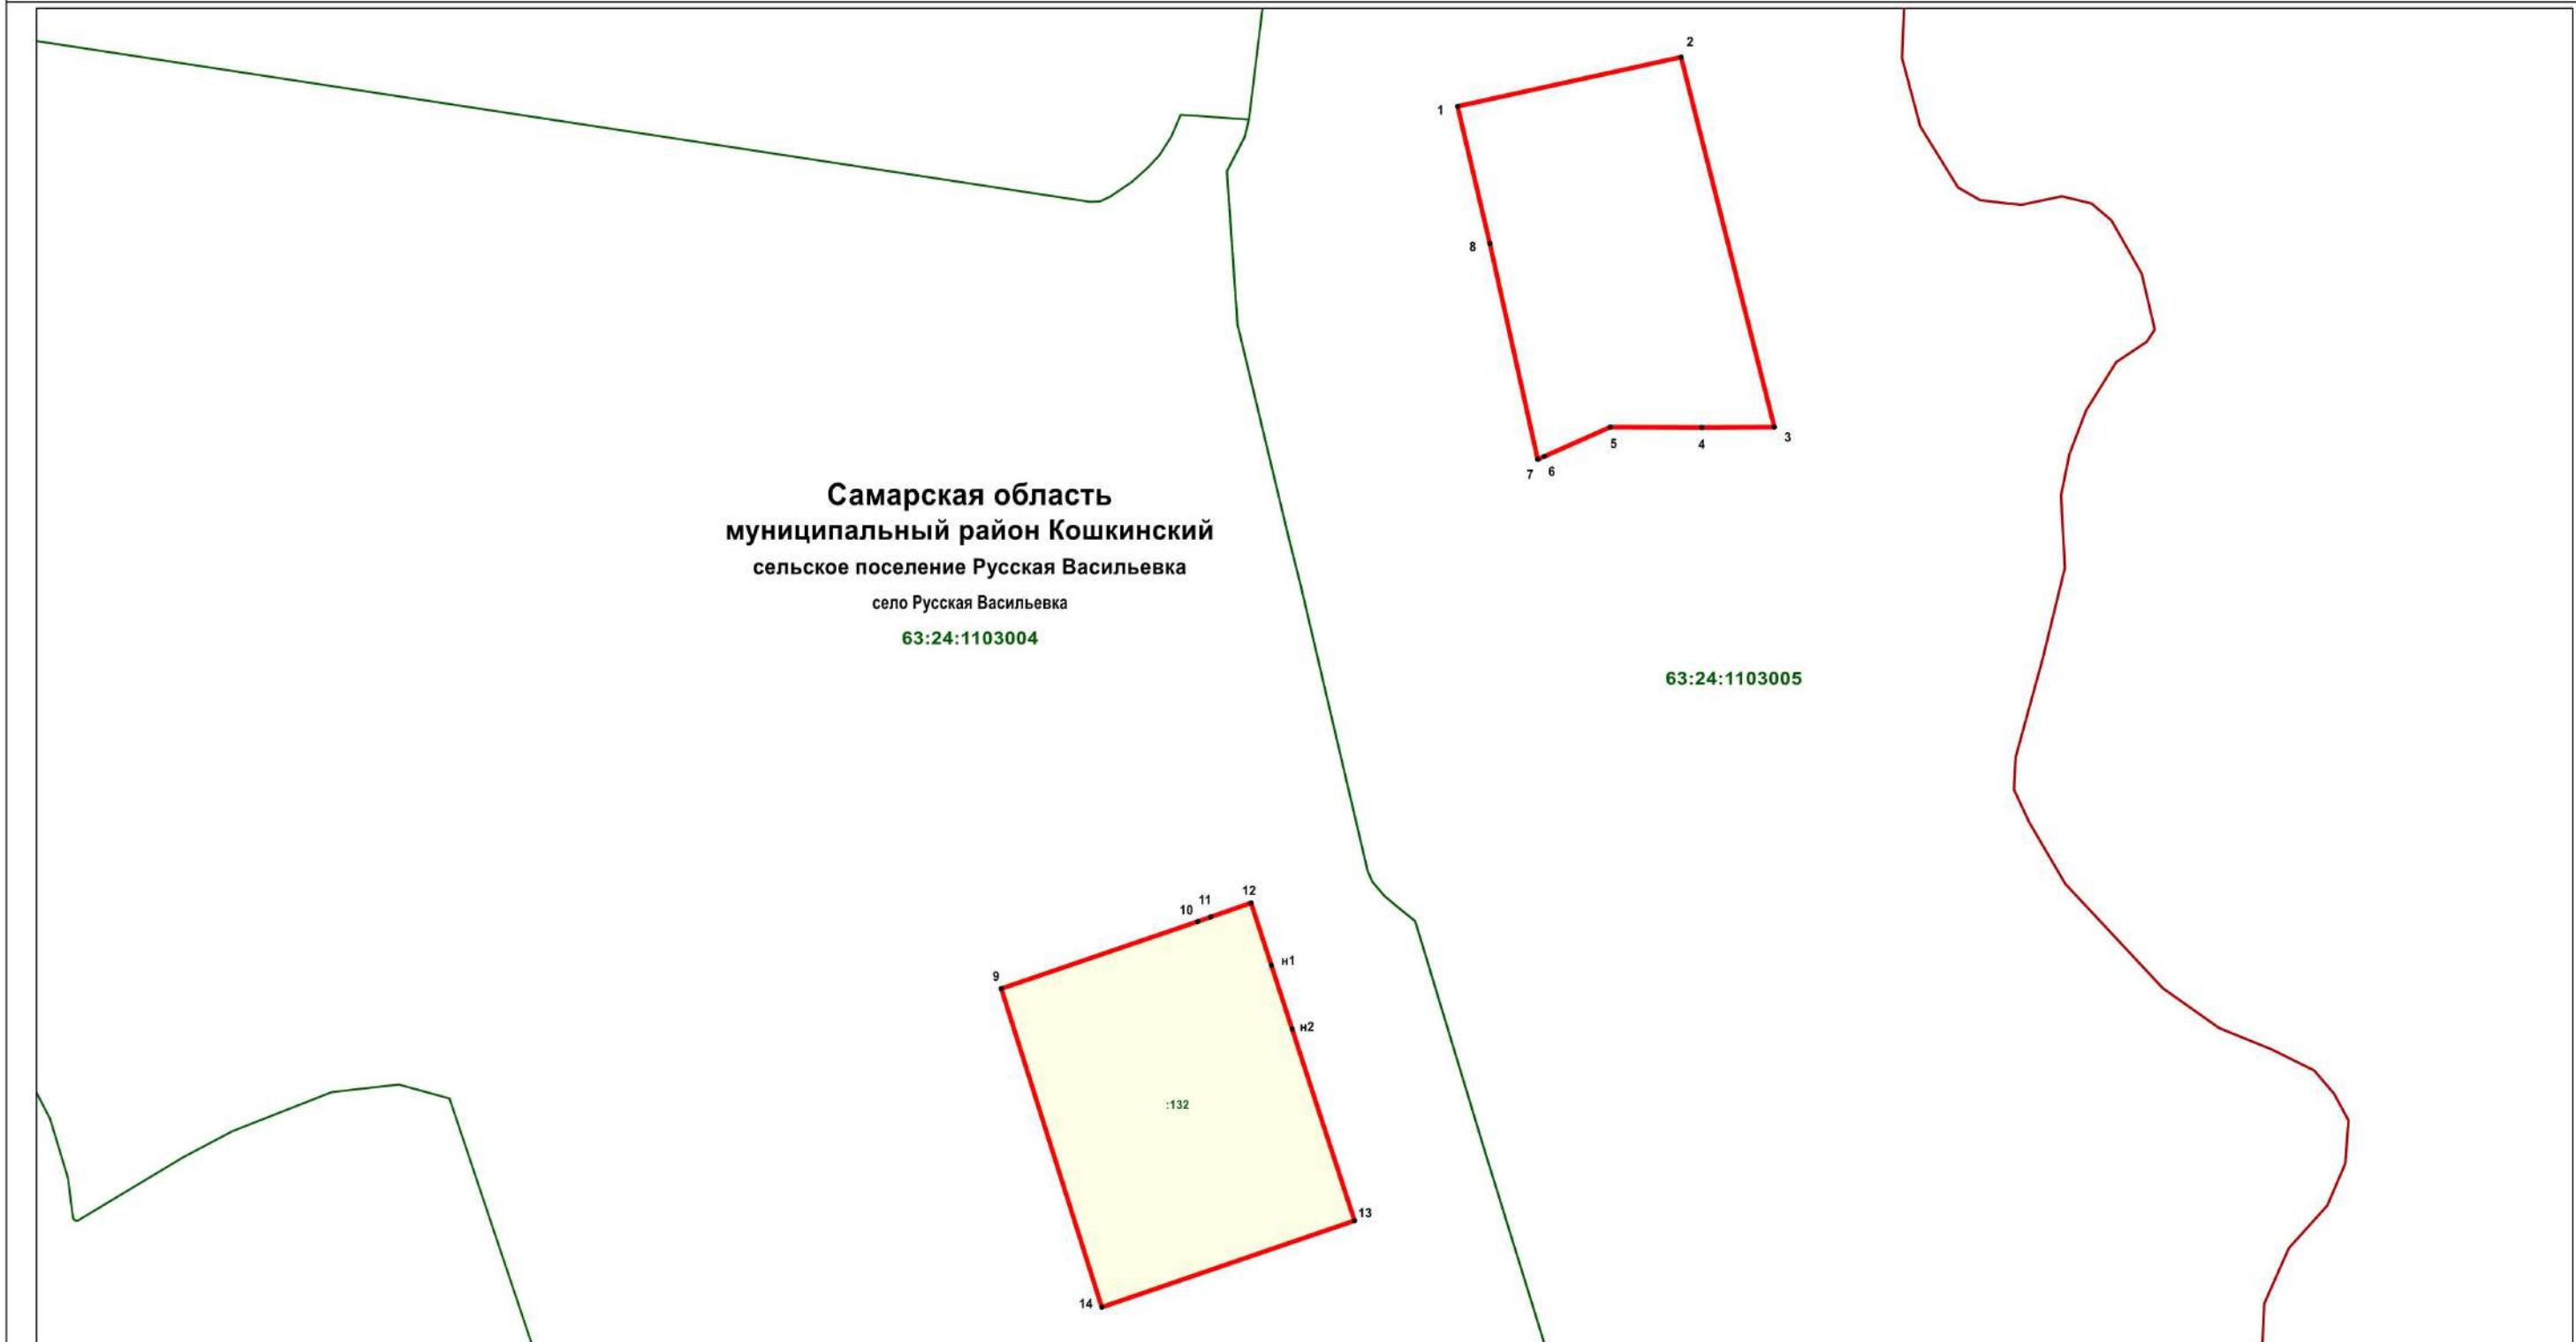 2
1
8
3
4
5
6
7
Самарская область
муниципальный район Кошкинский
сельское поселение Русская Васильевка
село Русская Васильевка
63:24:1103004
63:24:1103005
12
11
10
н1
9
н2
:132
13
14